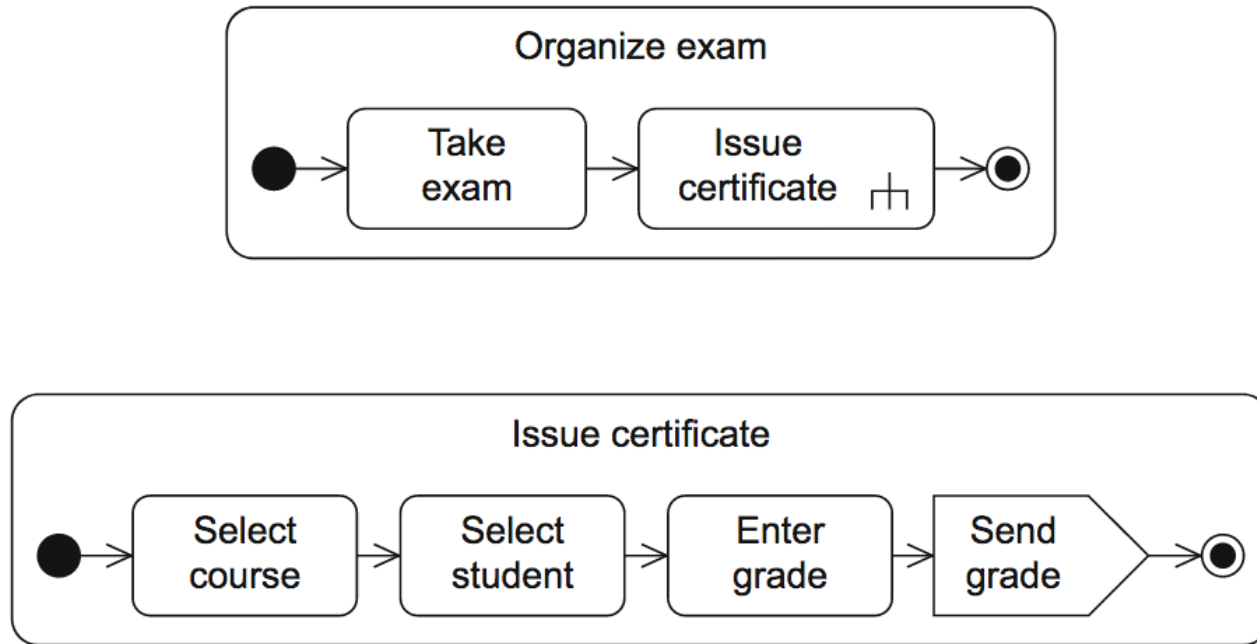 Organize exam
Take
exam
Issue
certificate
Issue certificate
Select
course
Select
student
Enter
grade
Send
grade